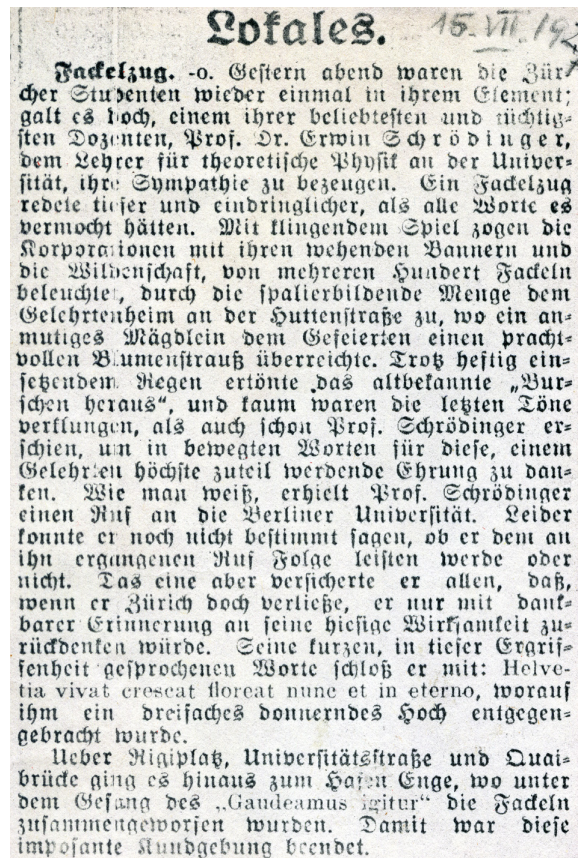 Lokales.
15. VII. 192
Fackelzug. -o. Gestern abend waren die Zür-
cher Studenten wieder einmal in ihrem Element;
galt es doch, einem ihrer beliebtesten und tüchtig-
sten Dozenten, Prof. Dr. Erwin Schrödinger,
dem Lehrer für theoretische Physik an der Univer-
sität, ihre Sympathie zu bezeugen. Ein Fackelzug
redete tiefer und eindringlicher, als alle Worte es
vermocht hätten. Mit klingendem Spiel zogen die
Korporationen mit ihren wehenden Bannern und
die Wildenschaft, von mehreren Hundert Fackeln
beleuchtet, durch die spalierbildende Menge dem
Gelehrtenheim an der Huttenstraße zu, wo ein an-
mutiges Mägdlein dem Gefeierten einen pracht-
vollen Blumenstrauß überreichte. Trotz heftig ein-
setzendem Regen ertönte das altbekannte „Bur-
schen heraus“, und kaum waren die letzten Töne
verklungen, als auch schon Prof. Schrödinger er-
schien, um in bewegten Worten für diese, einem
Gelehrten höchste zuteil werdende Ehrung zu dan-
ken. Wie man weiß, erhielt Prof. Schrödinger
einen Ruf an die Berliner Universität. Leider
konnte er noch nicht bestimmt sagen, ob er dem an
ihn ergangenen Ruf Folge leisten werde oder
nicht. Das eine aber versicherte er allen, daß,
wenn er Zürich doch verließe, er nur mit dank-
barer Erinnerung an seine hiesige Wirksamkeit zu-
rückdenken würde. Seine kurzen, in tiefer Ergrif-
fenheit gesprochenen Worte schloß er mit: Helve-
tia vivat crescat floreat nunc et in eterno, worauf
ihm ein dreifaches donnerndes Hoch entgegen-
gebracht wurde.
Ueber Rigiplatz, Universitätsstraße und Quai-
brücke ging es hinaus zum Hafen Enge, wo unter
dem Gesang des „Gaudeamus igitur“ die Fackeln
zusammengeworfen wurden. Damit war diese
imposante Kundgebung beendet.